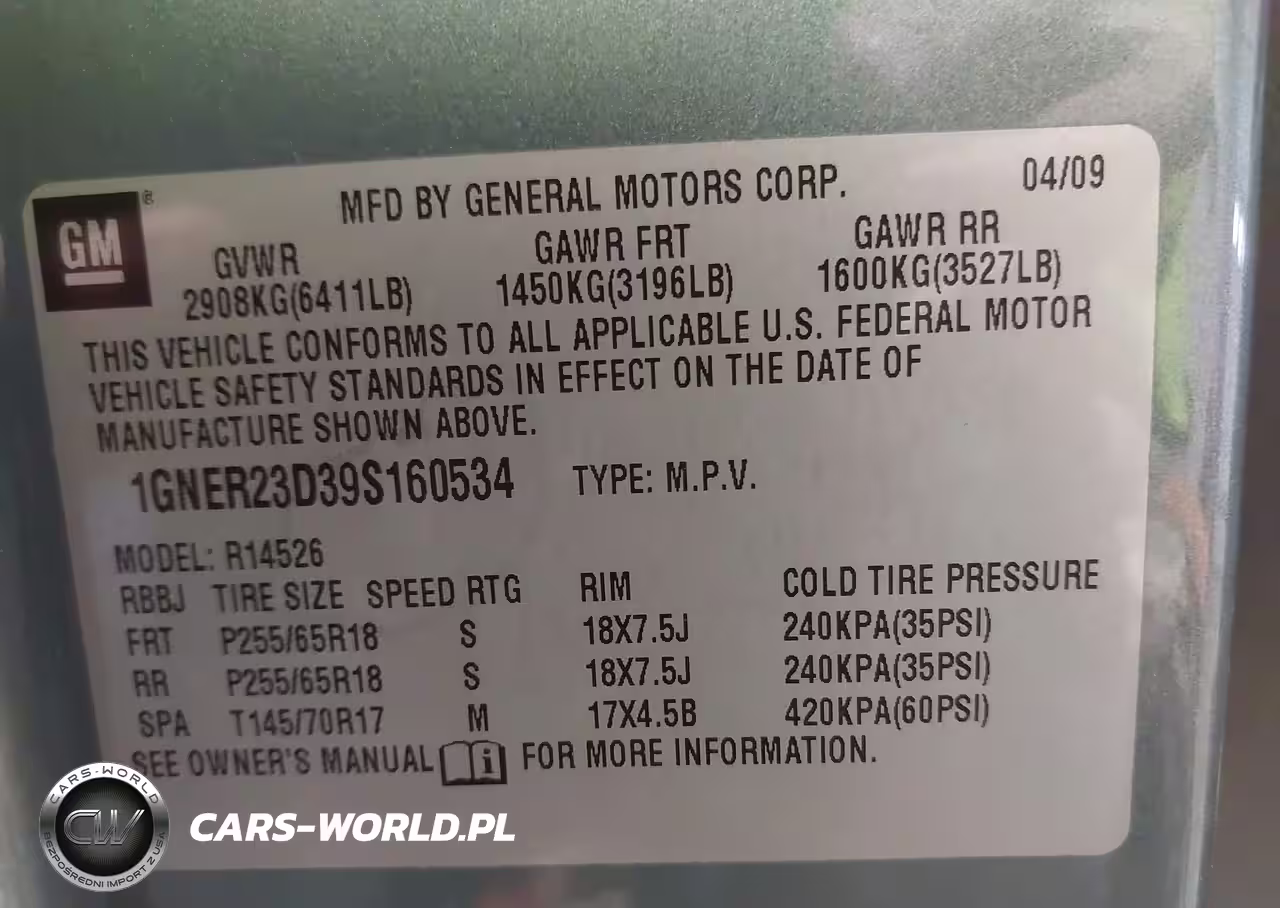 MFD BY GENERAL MOTORS CORP. 04/09
GM ®
GVWR GAWR FRT GAWR RR
2908KG(6411LB) 1450KG(3196LB) 1600KG(3527LB)
THIS VEHICLE CONFORMS TO ALL APPLICABLE U.S. FEDERAL MOTOR
VEHICLE SAFETY STANDARDS IN EFFECT ON THE DATE OF
MANUFACTURE SHOWN ABOVE.
1GNER23D39S160534 TYPE: M.P.V.
MODEL: R14526
RBBJ TIRE SIZE SPEED RTG RIM COLD TIRE PRESSURE
FRT P255/65R18 S 18X7.5J 240KPA(35PSI)
RR P255/65R18 S 18X7.5J 240KPA(35PSI)
SPA T145/70R17 M 17X4.5B 420KPA(60PSI)
SEE OWNER'S MANUAL i FOR MORE INFORMATION.
CARS-WORLD
CW
BEZPOŚREDNI IMPORT Z USA
CARS-WORLD.PL